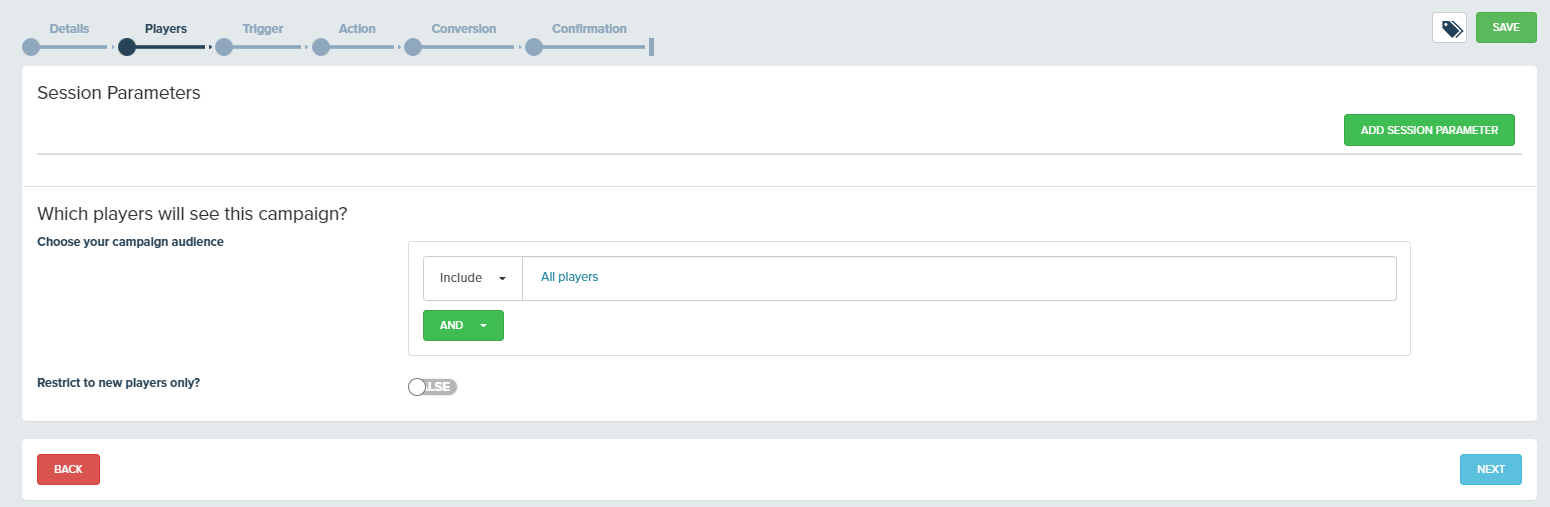 Details Players Trigger Action Conversion Confirmation
SAVE
Session Parameters
ADD SESSION PARAMETER
Which players will see this campaign?
Choose your campaign audience
Include All players
AND
Restrict to new players only?
LSE
BACK NEXT